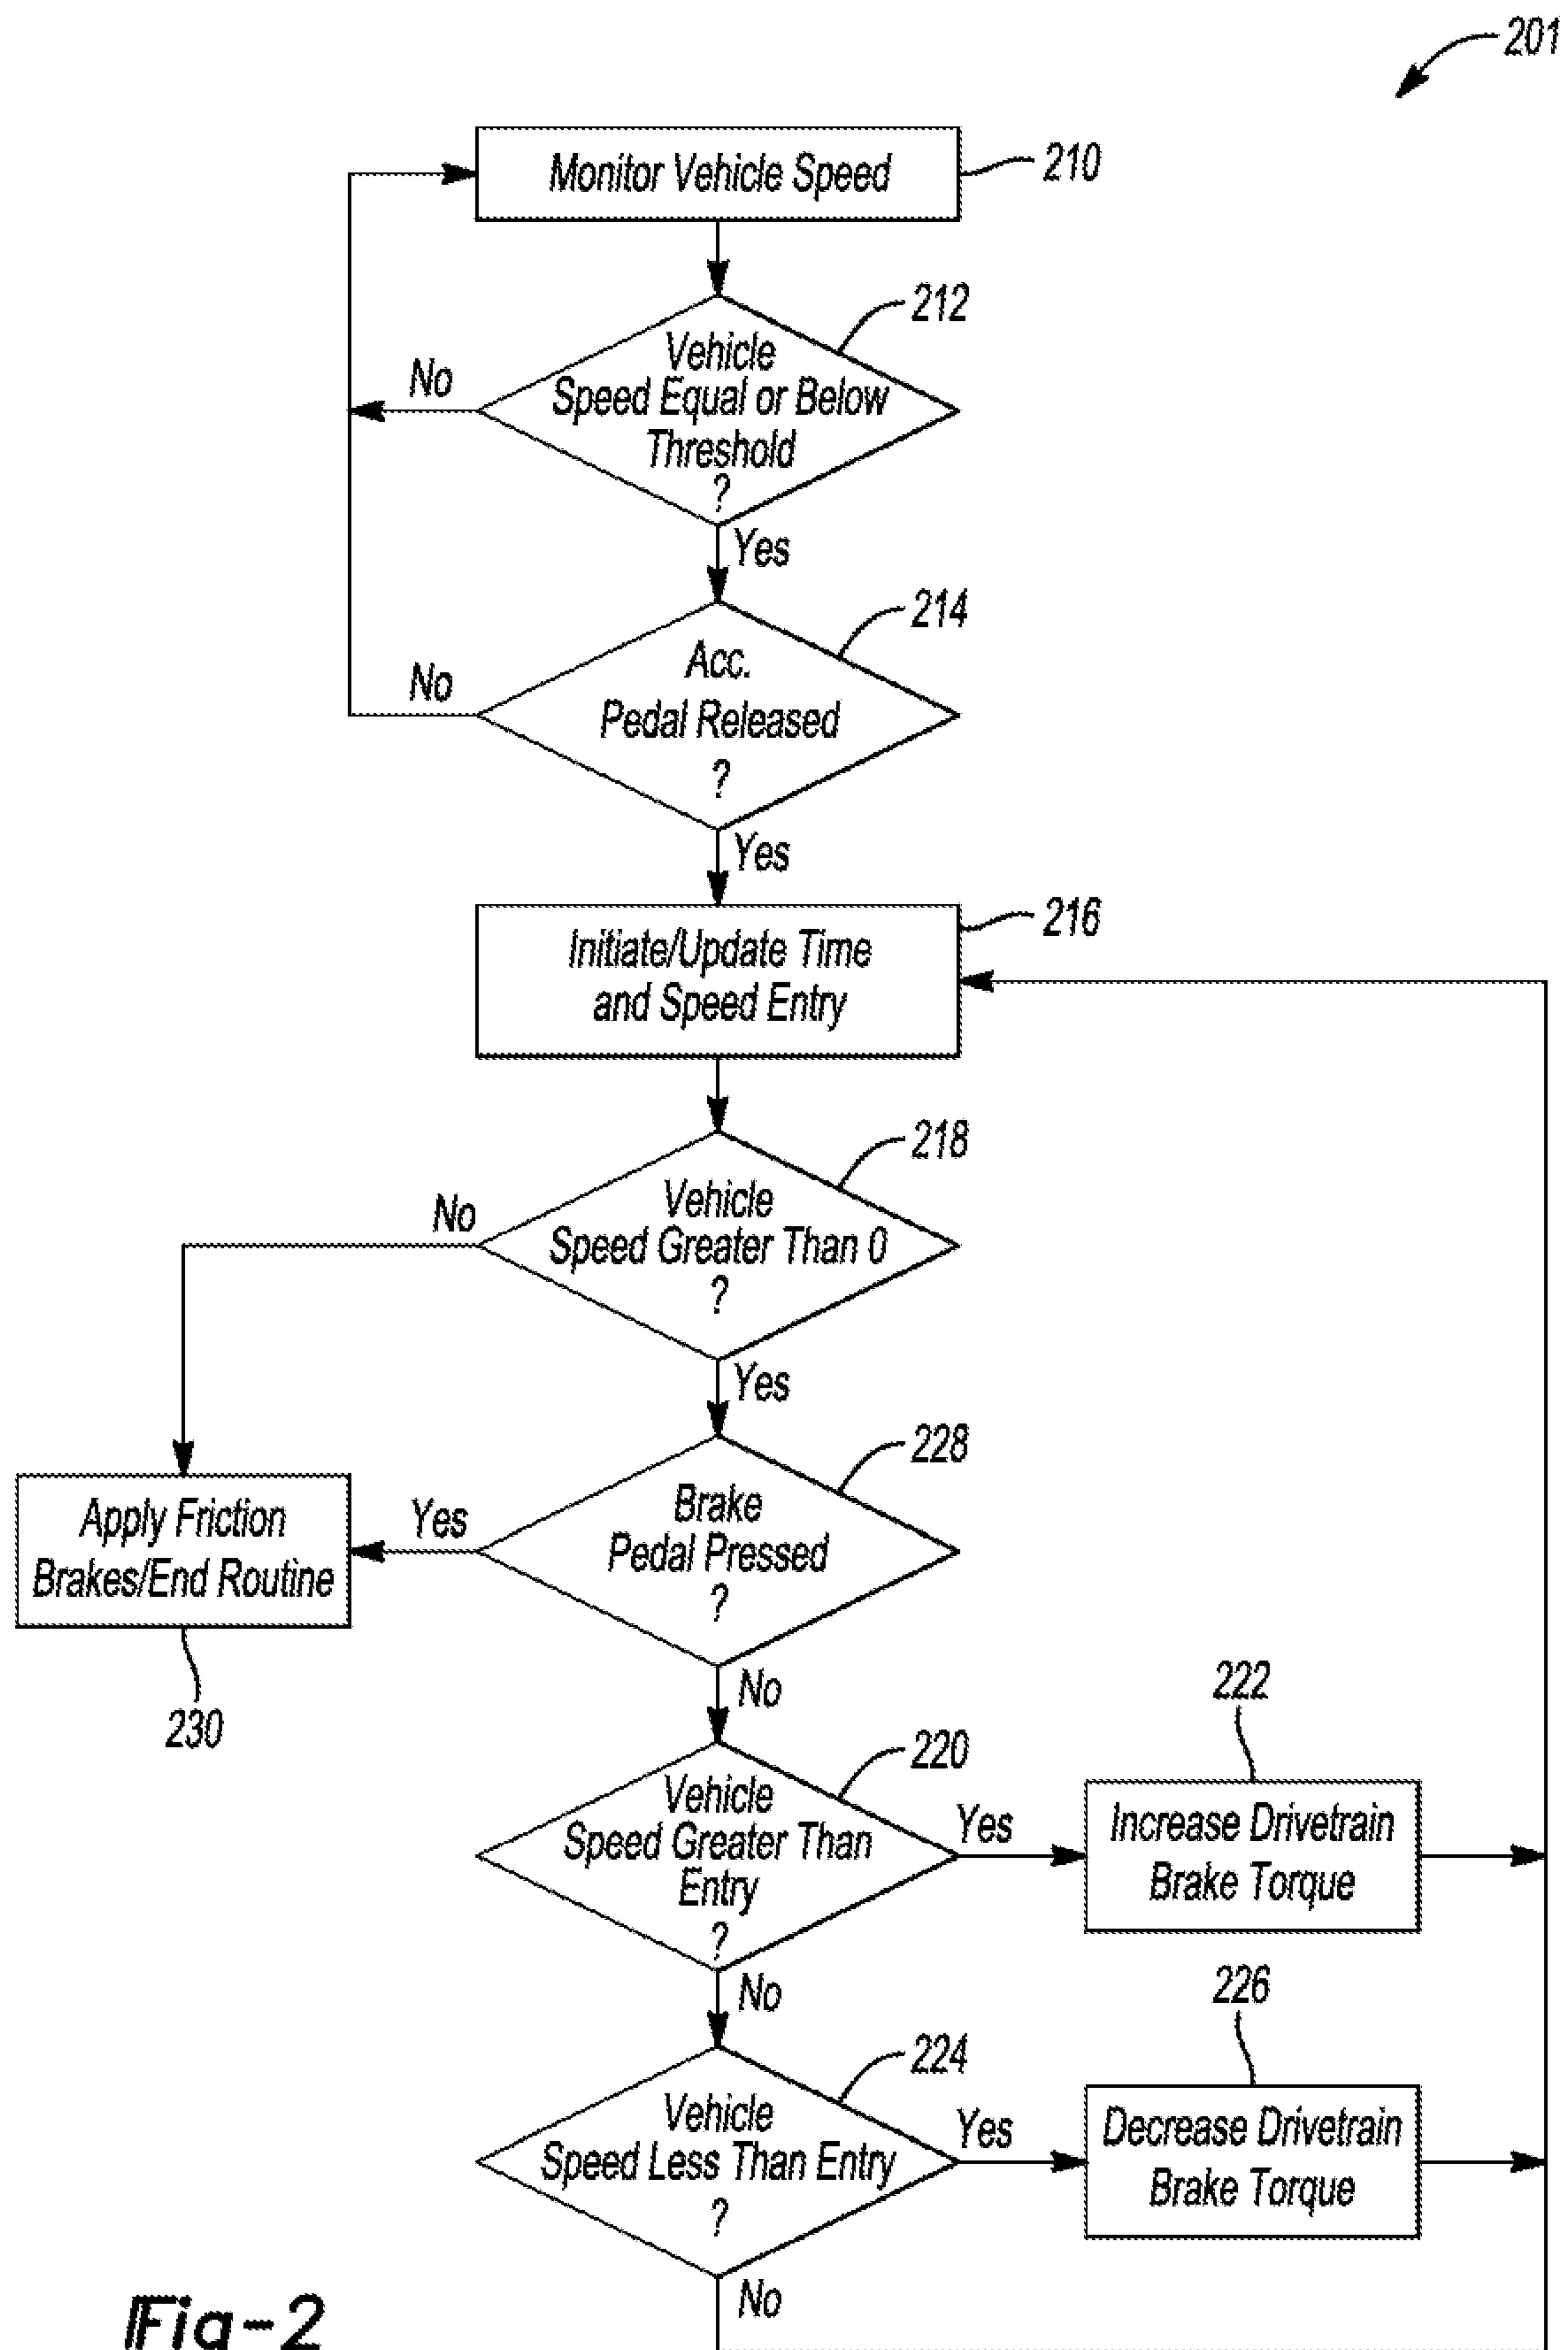 201
Monitor Vehicle Speed
210
212
Vehicle
Speed Equal or Below
Threshold
?
No
Yes
214
Acc.
Pedal Released
?
No
Yes
216
Initiate/Update Time
and Speed Entry
218
Vehicle
Speed Greater Than 0
?
No
Yes
228
Brake
Pedal Pressed
?
Yes
Apply Friction
Brakes/End Routine
230
No
220
Vehicle
Speed Greater Than
Entry
?
Yes
222
Increase Drivetrain
Brake Torque
No
224
Vehicle
Speed Less Than Entry
?
Yes
226
Decrease Drivetrain
Brake Torque
No
Fig-2